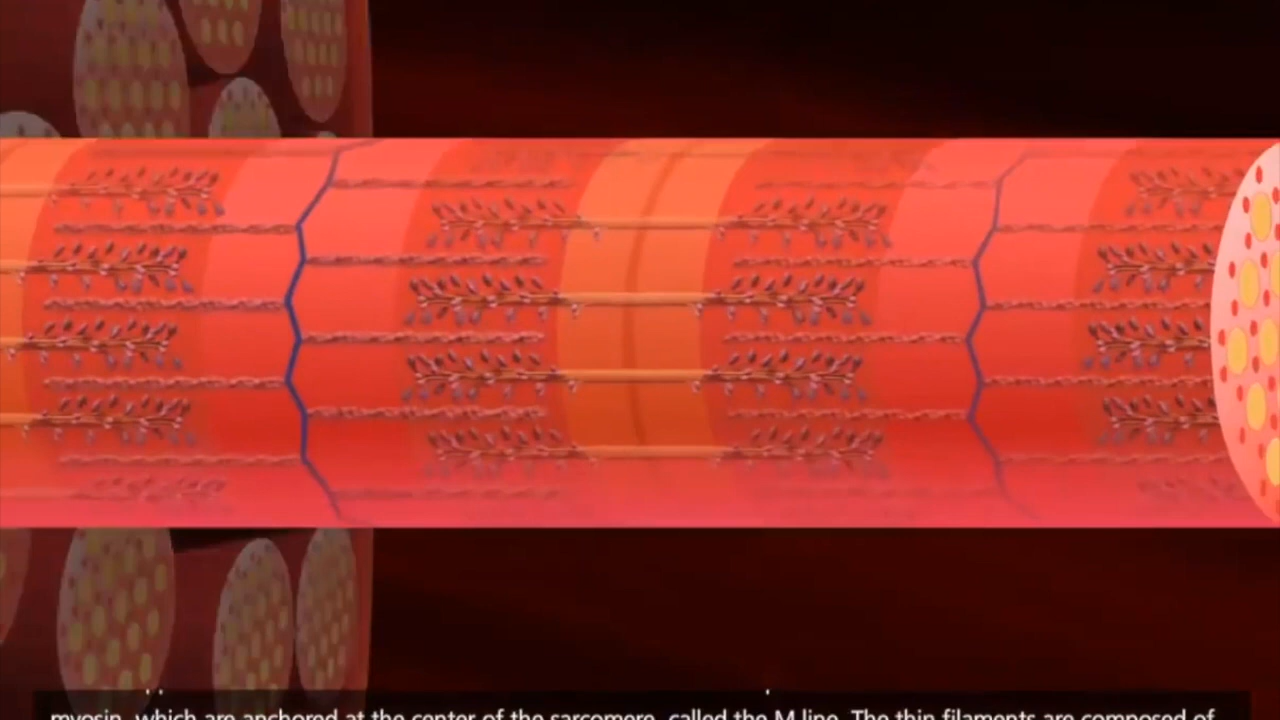 myosin, which are anchored at the center of the sarcomere, called the M line. The thin filaments are composed of